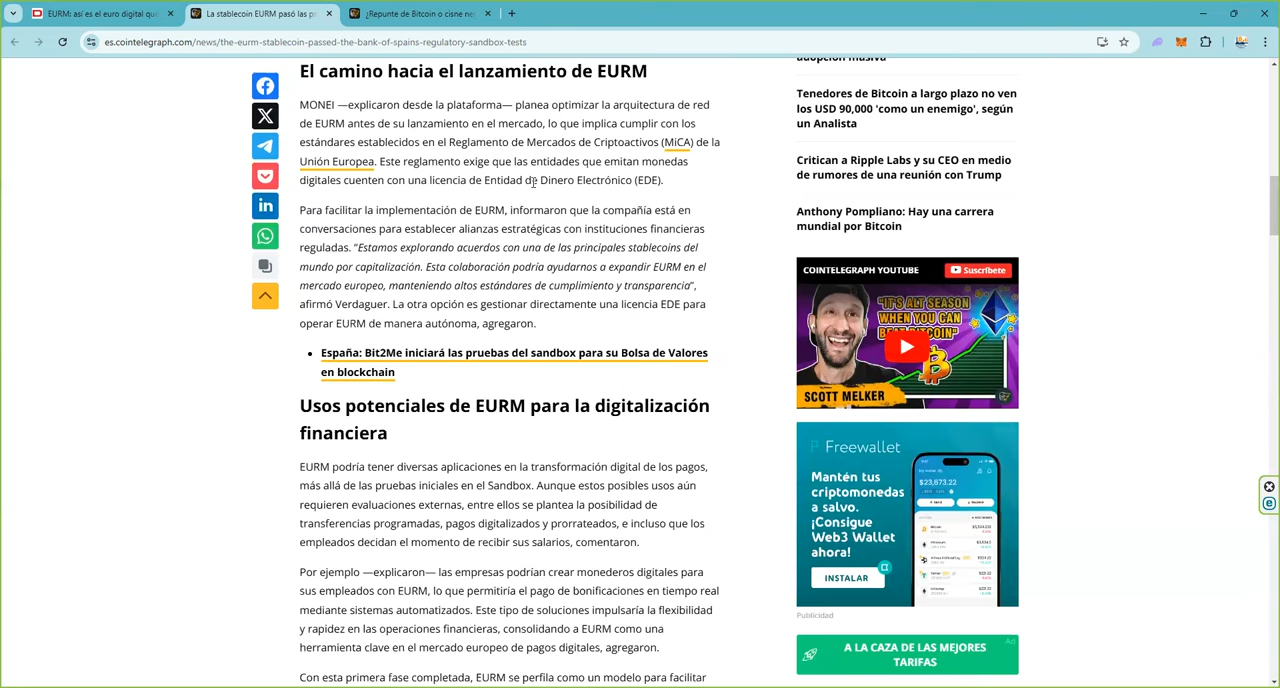 EURM: así es el euro digital que
La stablecoin EURM pasó las pr
¿Repunte de Bitcoin o cisne ne
es.cointelegraph.com/news/the-eurm-stablecoin-passed-the-bank-of-spains-regulatory-sandbox-tests
El camino hacia el lanzamiento de EURM
MONEI —explicaron desde la plataforma— planea optimizar la arquitectura de red
de EURM antes de su lanzamiento en el mercado, lo que implica cumplir con los
estándares establecidos en el Reglamento de Mercados de Criptoactivos (MiCA) de la
Unión Europea. Este reglamento exige que las entidades que emitan monedas
digitales cuenten con una licencia de Entidad de Dinero Electrónico (EDE).
Para facilitar la implementación de EURM, informaron que la compañía está en
conversaciones para establecer alianzas estratégicas con instituciones financieras
reguladas. "Estamos explorando acuerdos con una de las principales stablecoins del
mundo por capitalización. Esta colaboración podría ayudarnos a expandir EURM en el
mercado europeo, manteniendo altos estándares de cumplimiento y transparencia",
afirmó Verdaguer. La otra opción es gestionar directamente una licencia EDE para
operar EURM de manera autónoma, agregaron.
• España: Bit2Me iniciará las pruebas del sandbox para su Bolsa de Valores
en blockchain
Usos potenciales de EURM para la digitalización
financiera
EURM podría tener diversas aplicaciones en la transformación digital de los pagos,
más allá de las pruebas iniciales en el Sandbox. Aunque estos posibles usos aún
requieren evaluaciones externas, entre ellos se plantea la posibilidad de
transferencias programadas, pagos digitalizados y prorrateados, e incluso que los
empleados decidan el momento de recibir sus salarios, comentaron.
Por ejemplo —explicaron— las empresas podrían crear monederos digitales para
sus empleados con EURM, lo que permitiría el pago de bonificaciones en tiempo real
mediante sistemas automatizados. Este tipo de soluciones impulsaría la flexibilidad
y rapidez en las operaciones financieras, consolidando a EURM como una
herramienta clave en el mercado europeo de pagos digitales, agregaron.
Con esta primera fase completada, EURM se perfila como un modelo para facilitar
adopción masiva
Tenedores de Bitcoin a largo plazo no ven
los USD 90,000 'como un enemigo', según
un Analista
Critican a Ripple Labs y su CEO en medio
de rumores de una reunión con Trump
Anthony Pompliano: Hay una carrera
mundial por Bitcoin
COINTELEGRAPH YOUTUBE
Suscríbete
"IT'S ALT SEASON
WHEN YOU CAN
BEAT BITCOIN"
SCOTT MELKER
Freewallet
Mantén tus
criptomonedas
a salvo.
¡Consigue
Web3 Wallet
ahora!
INSTALAR
$23,673.22
Publicidad
Ad
A LA CAZA DE LAS MEJORES
TARIFAS